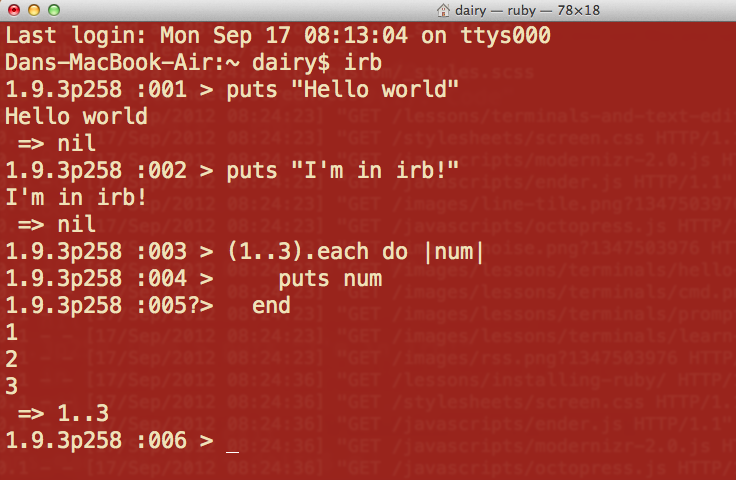 dairy — ruby — 78×18
Last login: Mon Sep 17 08:13:04 on ttys000
Dans-MacBook-Air:~ dairy$ irb
1.9.3p258 :001 > puts "Hello world"
Hello world
 => nil
1.9.3p258 :002 > puts "I'm in irb!"
I'm in irb!
 => nil
1.9.3p258 :003 > (1..3).each do |num|
1.9.3p258 :004 >     puts num
1.9.3p258 :005?>   end
1
2
3
 => 1..3
1.9.3p258 :006 > _